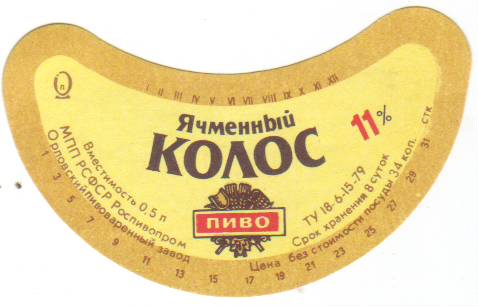 I II III IV V VI VII VIII IX X XI XII
Ячменный
КОЛОС
11%
ПИВО
Вместимость 0,5 л
МПП РСФСР Роспивопром
Орловский пивоваренный завод
ТУ 18-6-15-79
Срок хранения 8 суток
Цена без стоимости посуды 34 коп.
1 3 5 7 9 11 13 15 17 19 21 23 25 27 29 31 СТК